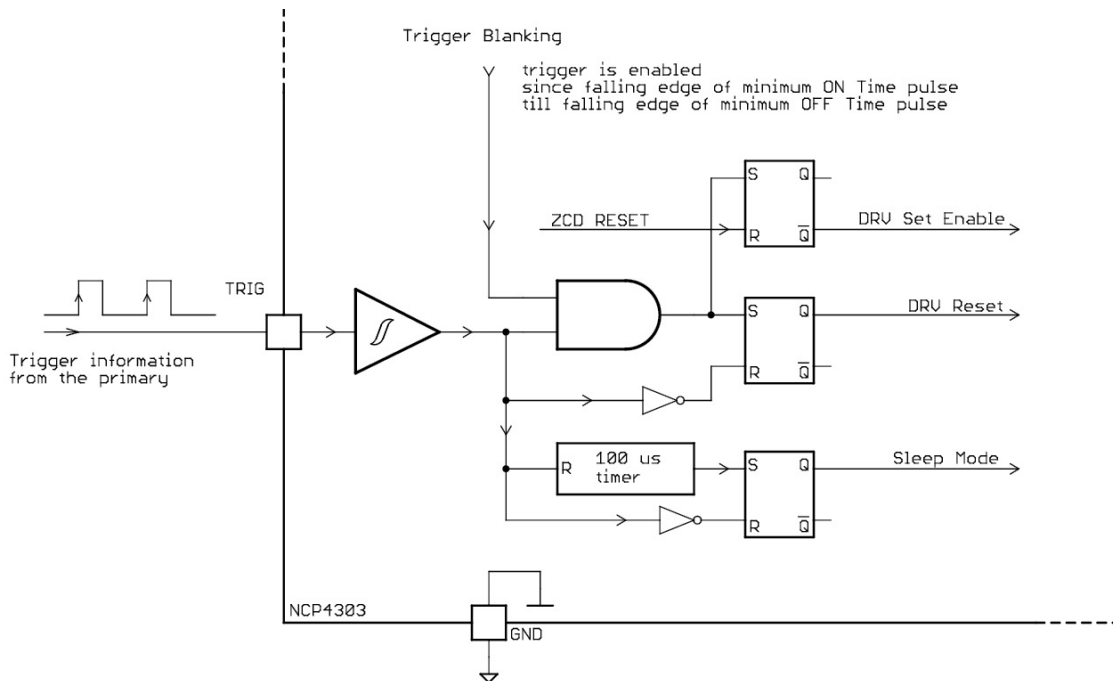 Trigger Blanking
trigger is enabled
since falling edge of minimum ON Time pulse
till falling edge of minimum OFF Time pulse
S Q
ZCD RESET
DRV Set Enable
R Q̅
TRIG
S Q
DRV Reset
Trigger information
from the primary
R Q̅
R
100 us
timer
S Q
Sleep Mode
R Q̅
NCP4303
GND